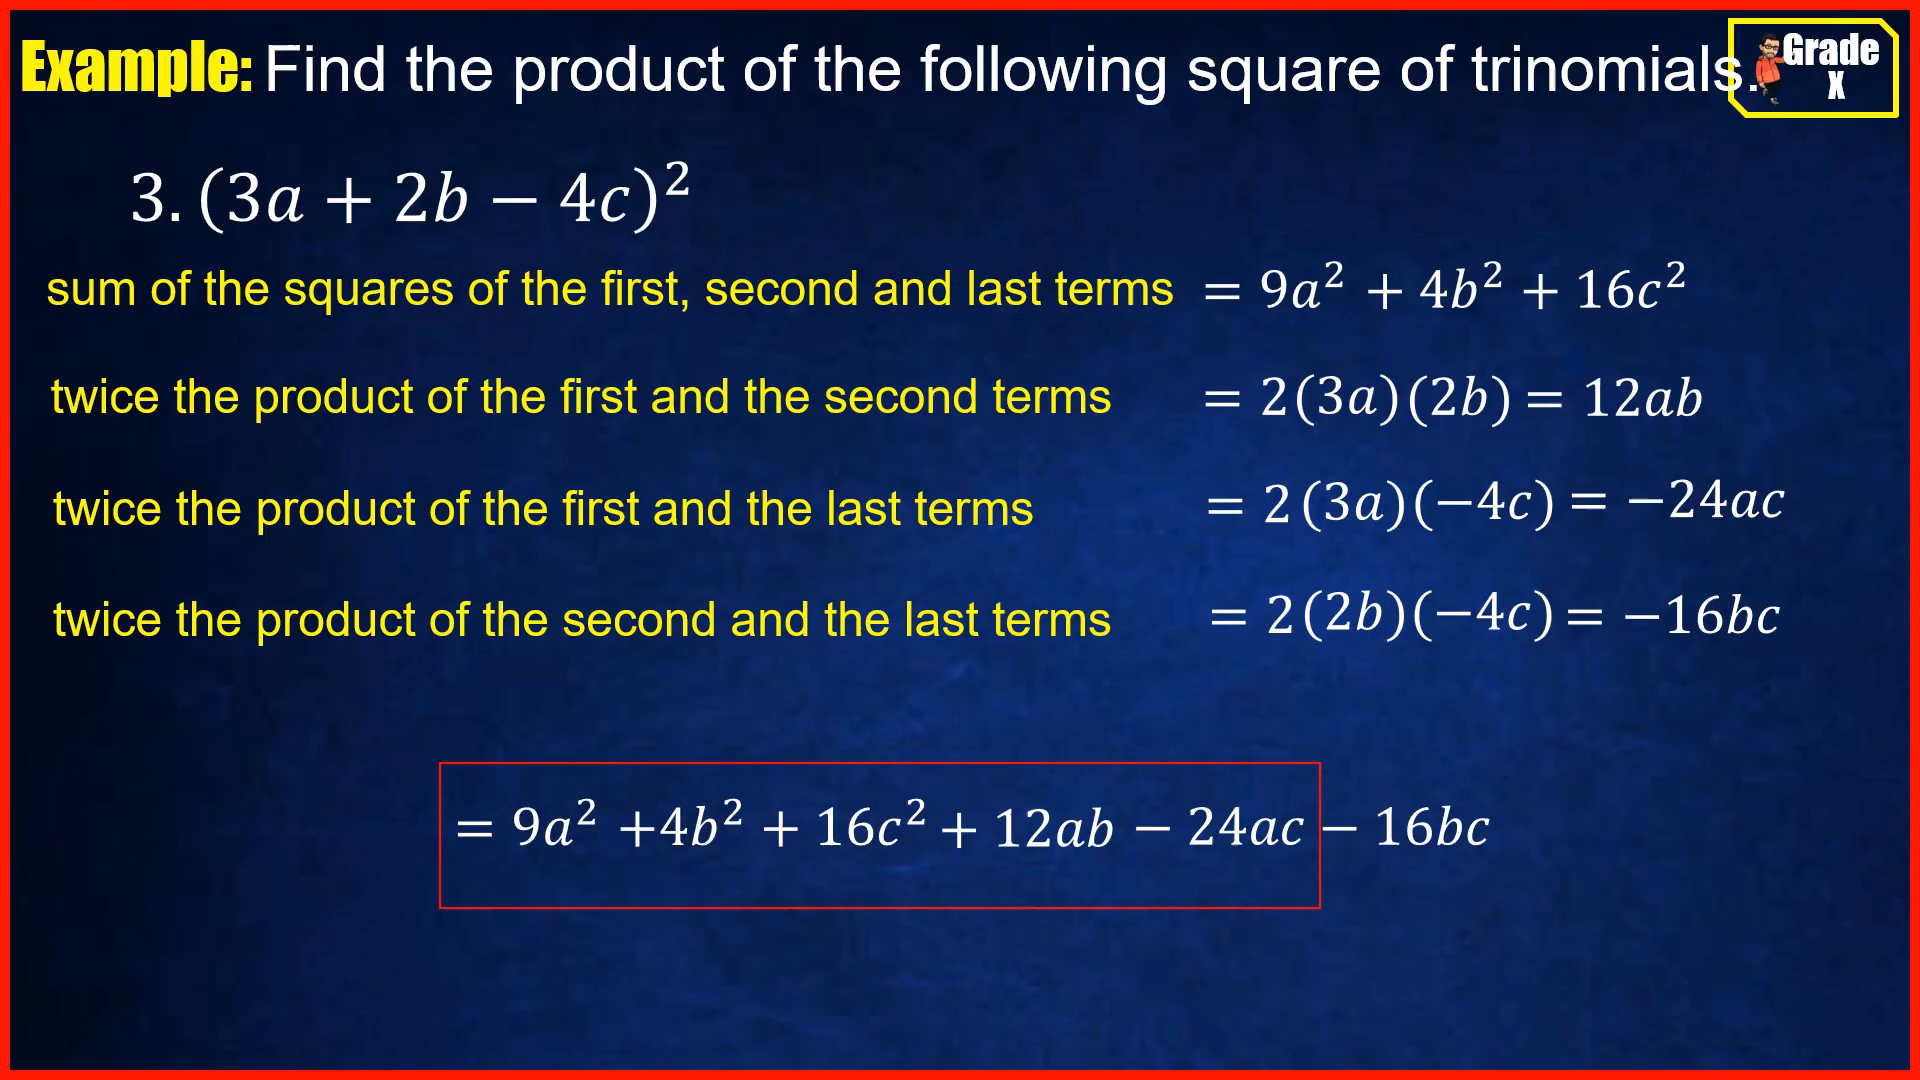 Example: Find the product of the following square of trinomials.
Grade
X
3. (3a + 2b − 4c)²
sum of the squares of the first, second and last terms = 9a² + 4b² + 16c²
twice the product of the first and the second terms = 2(3a)(2b) = 12ab
twice the product of the first and the last terms = 2(3a)(−4c) = −24ac
twice the product of the second and the last terms = 2(2b)(−4c) = −16bc
= 9a² +4b² + 16c² + 12ab − 24ac − 16bc